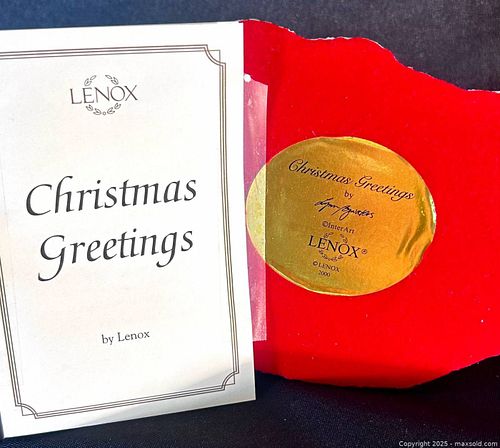 LENOX
Christmas
Greetings
by Lenox
Christmas Greetings
by
©InterArt
LENOX®
© LENOX
2000
Copyright © 2025 - maxsold.com